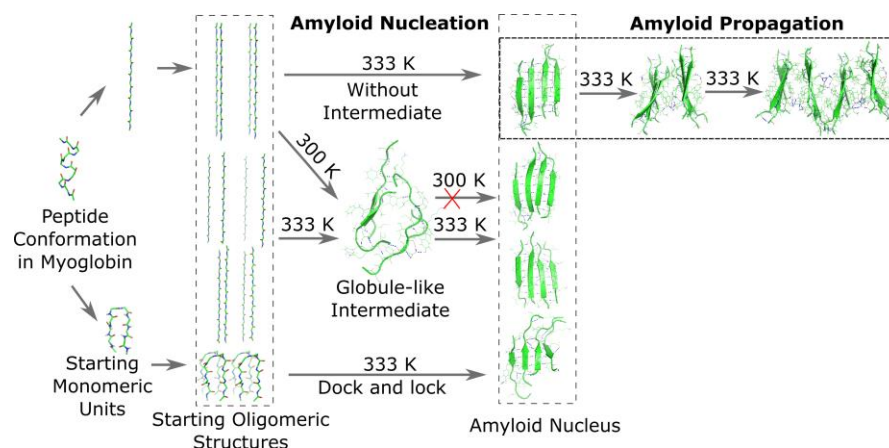 Amyloid Nucleation
Amyloid Propagation
333 K
Without
Intermediate
333 K
333 K
300 K
333 K
300 K
333 K
Globule-like
Intermediate
Peptide
Conformation
in Myoglobin
Starting
Monomeric
Units
333 K
Dock and lock
Starting Oligomeric
Structures
Amyloid Nucleus